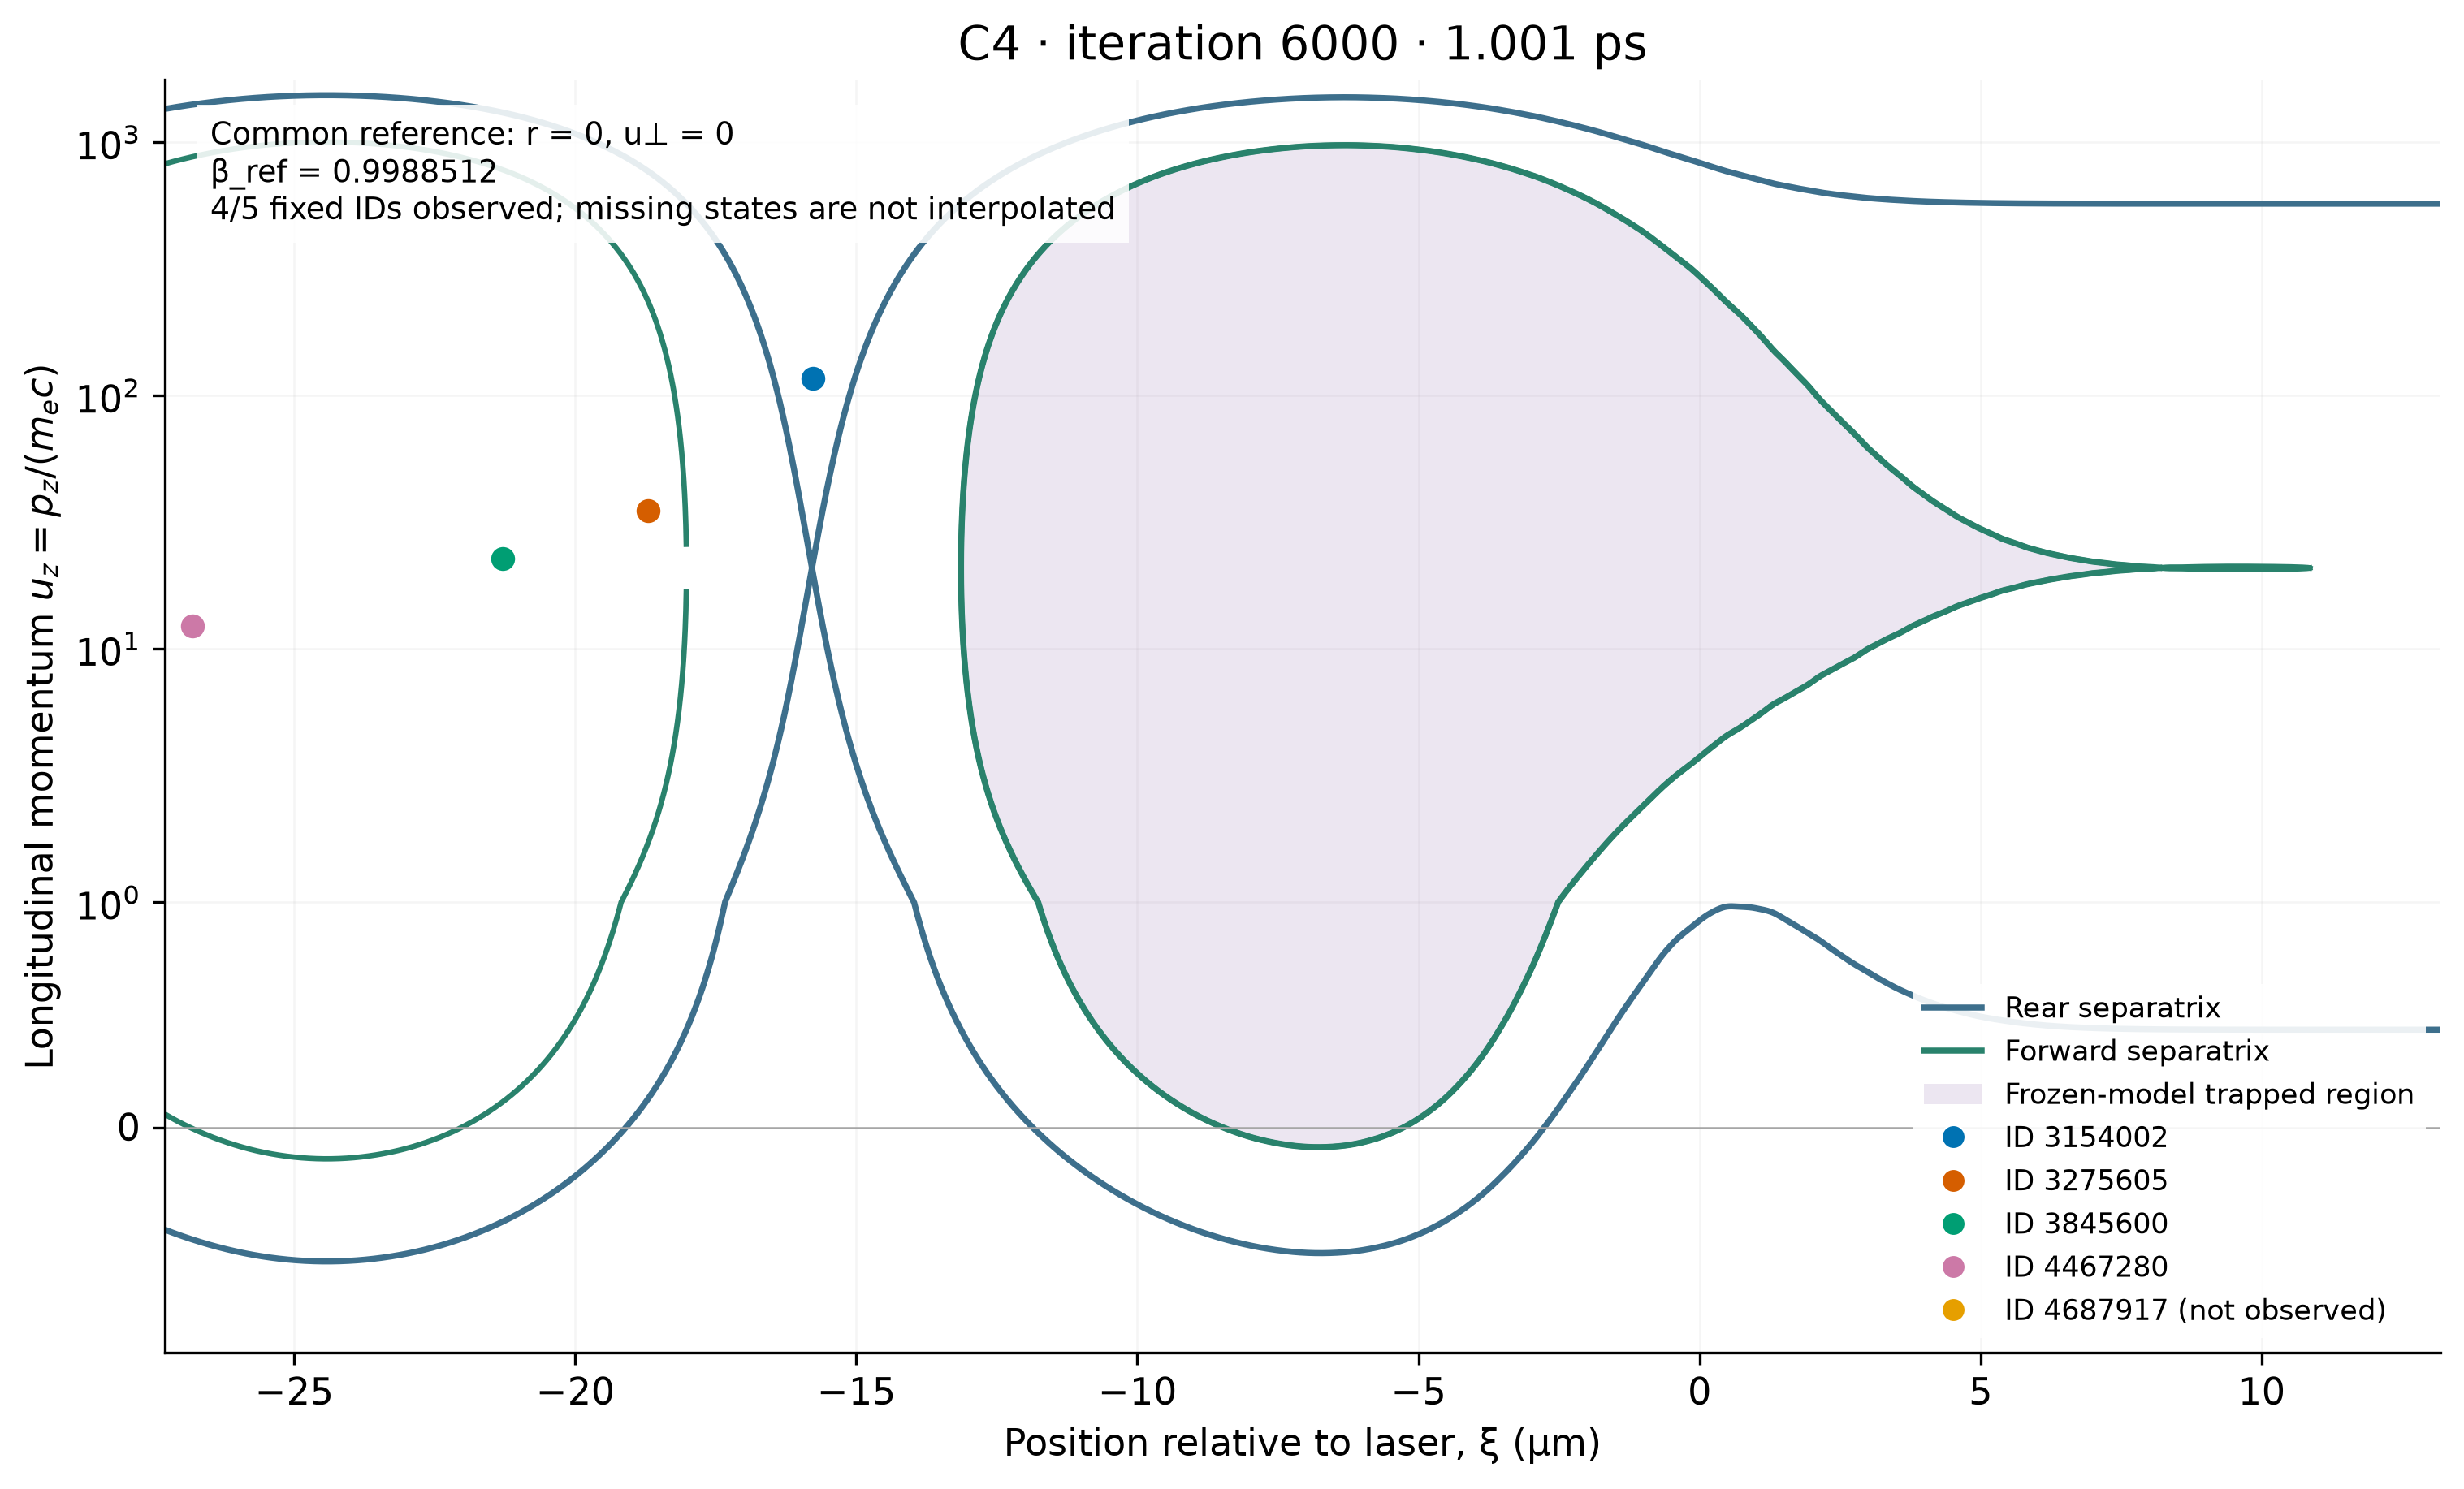 C4 · iteration 6000 · 1.001 ps
Common reference: r = 0, u⊥ = 0
β_ref = 0.9988512
4/5 fixed IDs observed; missing states are not interpolated
Longitudinal momentum u_z = p_z/(m_e c)
10³
10²
10¹
10⁰
0
Rear separatrix
Forward separatrix
Frozen-model trapped region
ID 3154002
ID 3275605
ID 3845600
ID 4467280
ID 4687917 (not observed)
−25 −20 −15 −10 −5 0 5 10
Position relative to laser, ξ (μm)